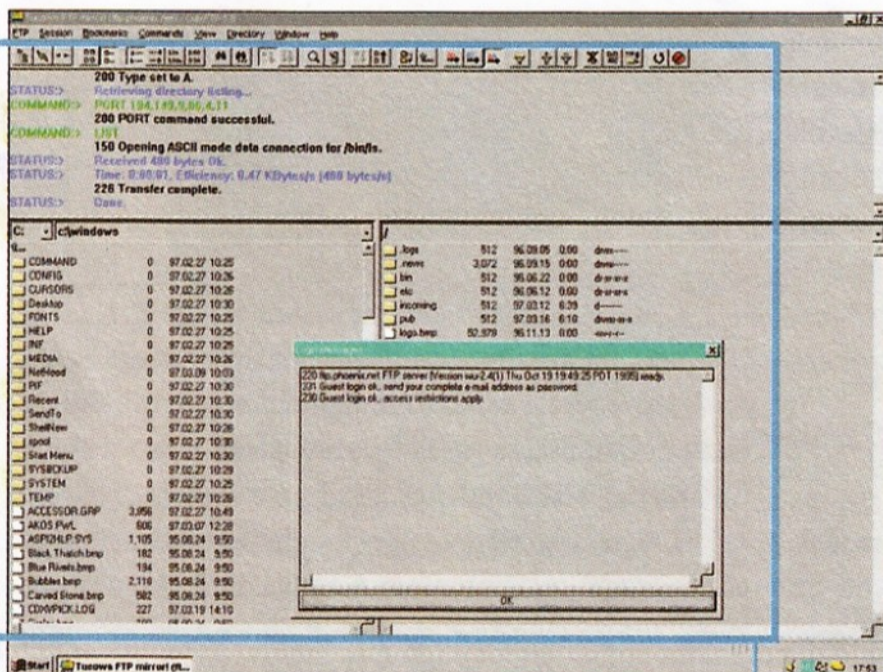 Tucows FTP mirror
FTP Session Bookmarks Commands View Directory Window Help
200 Type set to A.
STATUS:> Retrieving directory listing...
COMMAND:> PORT
200 PORT command successful.
COMMAND:> LIST
150 Opening ASCII mode data connection for /bin/ls.
STATUS:> Received 488 bytes Ok.
STATUS:> Time: 0:00:01, Efficiency: 0.47 KBytes/s (488 bytes/s)
226 Transfer complete.
STATUS:> Done.
C: c:\windows
COMMAND 0 97.02.27 10:25
CONFIG 0 97.02.27 10:26
CURSORS 0 97.02.27 10:25
Desktop 0 97.02.27 10:30
FONTS 0 97.02.27 10:25
HELP 0 97.02.27 10:25
INF 0 97.02.27 10:25
MEDIA 0 97.02.27 10:26
NetHood 0 97.03.09 10:03
PIF 0 97.02.27 10:30
Recent 0 97.02.27 10:30
SendTo 0 97.02.27 10:30
ShellNew 0 97.02.27 10:26
spool 0 97.02.27 10:30
Start Menu 0 97.02.27 10:30
SYSBCKUP 0 97.02.27 10:29
SYSTEM 0 97.02.27 10:25
TEMP 0 97.02.27 10:26
ACCESSOR.GRP 3,856 97.02.27 10:49
AKOS.PWL 606 97.03.07 12:28
ASPI2HLP.SYS 1,105 95.08.24 9:50
Black Thatch.bmp 182 95.08.24 9:50
Blue Rivets.bmp 194 95.08.24 9:50
Bubbles.bmp 2,118 95.08.24 9:50
Carved Stone.bmp 582 95.08.24 9:50
CDMVPICK.LOG 227 97.03.19 14:10
/
.logs 512 96.09.05 0:00
.news 3,072 96.09.15 0:00
bin 512 96.06.22 0:00
etc 512 96.06.12 0:00
incoming 512 97.03.12 6:39
pub 512 97.03.16 6:10
logo.bmp 52,978 96.11.13 0:00
220 ftp.phoenix.net FTP server (Version wu-2.4(1) Thu Oct 19 19:49:25 PDT 1995) ready.
331 Guest login ok, send your complete e-mail address as password.
230 Guest login ok, access restrictions apply.
OK
Start Tucows FTP mirror
17:53